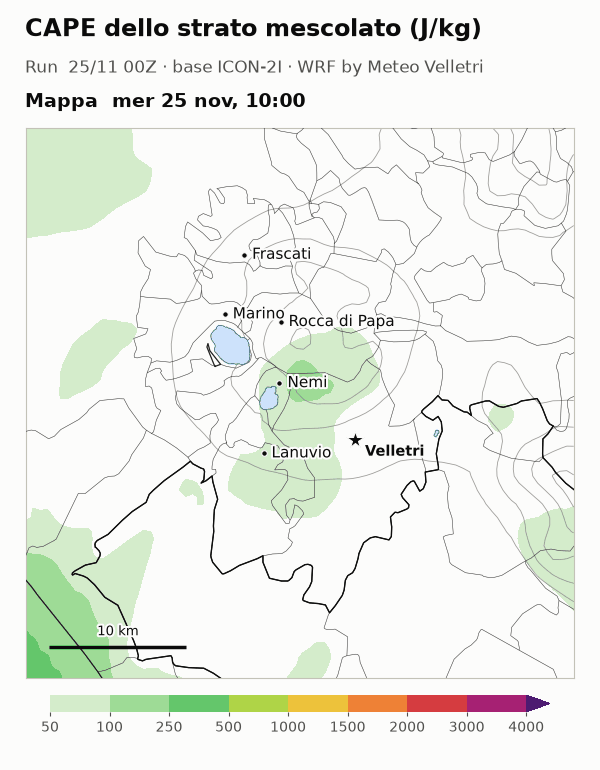 CAPE dello strato mescolato (J/kg)
Run  25/11 00Z · base ICON-2I · WRF by Meteo Velletri
Mappa  mer 25 nov, 10:00
Frascati
Marino
Rocca di Papa
Nemi
Velletri
Lanuvio
10 km
50 100 250 500 1000 1500 2000 3000 4000